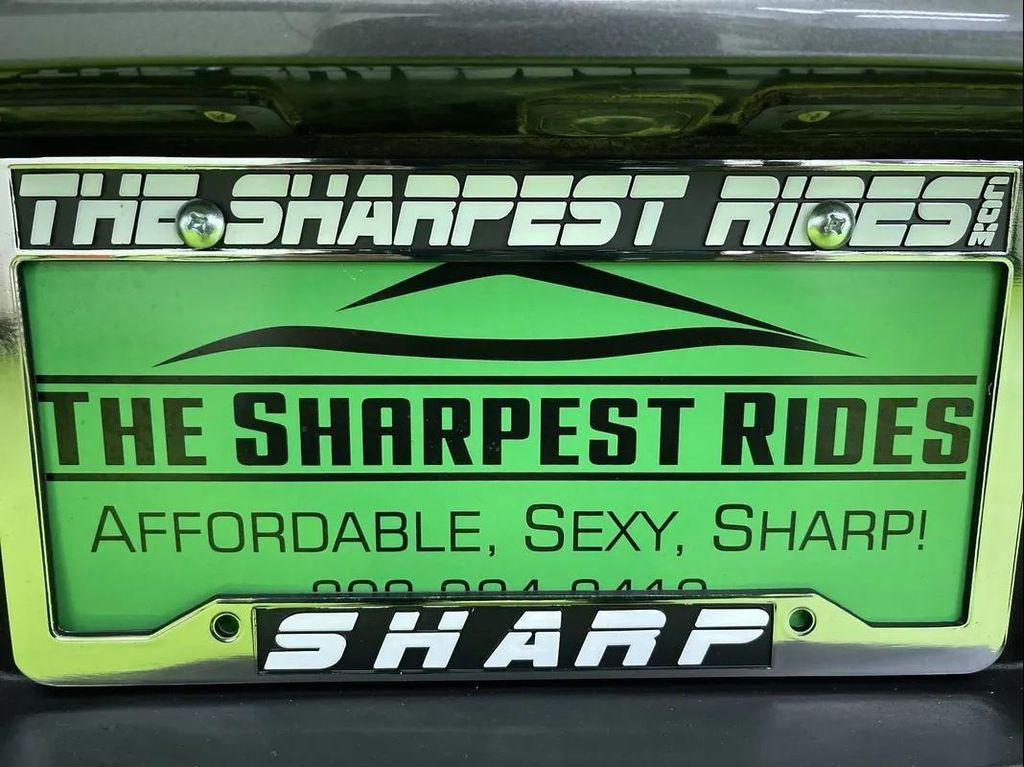 THE SHARPEST RIDES.COM
THE SHARPEST RIDES
AFFORDABLE, SEXY, SHARP!
SHARP